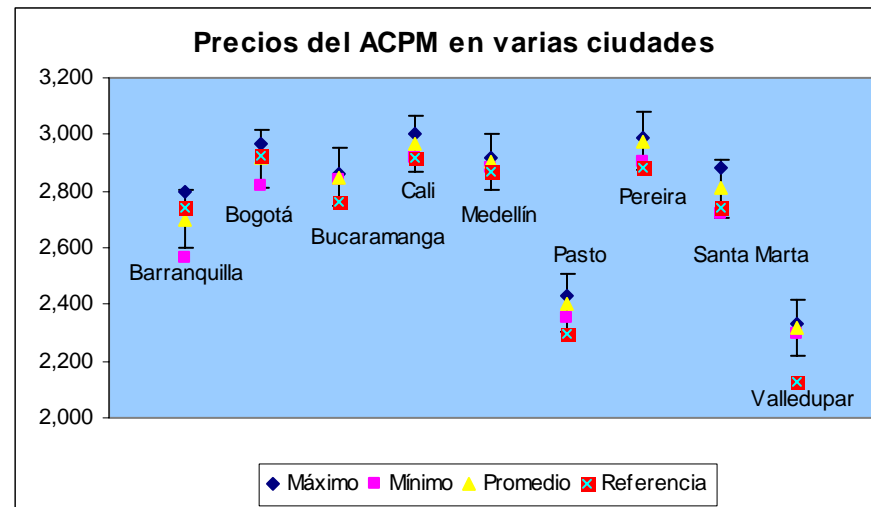 Precios del ACPM en varias ciudades
3,200
3,000
2,800
2,600
2,400
2,200
2,000
Barranquilla
Bogotá
Bucaramanga
Cali
Medellín
Pasto
Pereira
Santa Marta
Valledupar
Máximo Mínimo Promedio Referencia